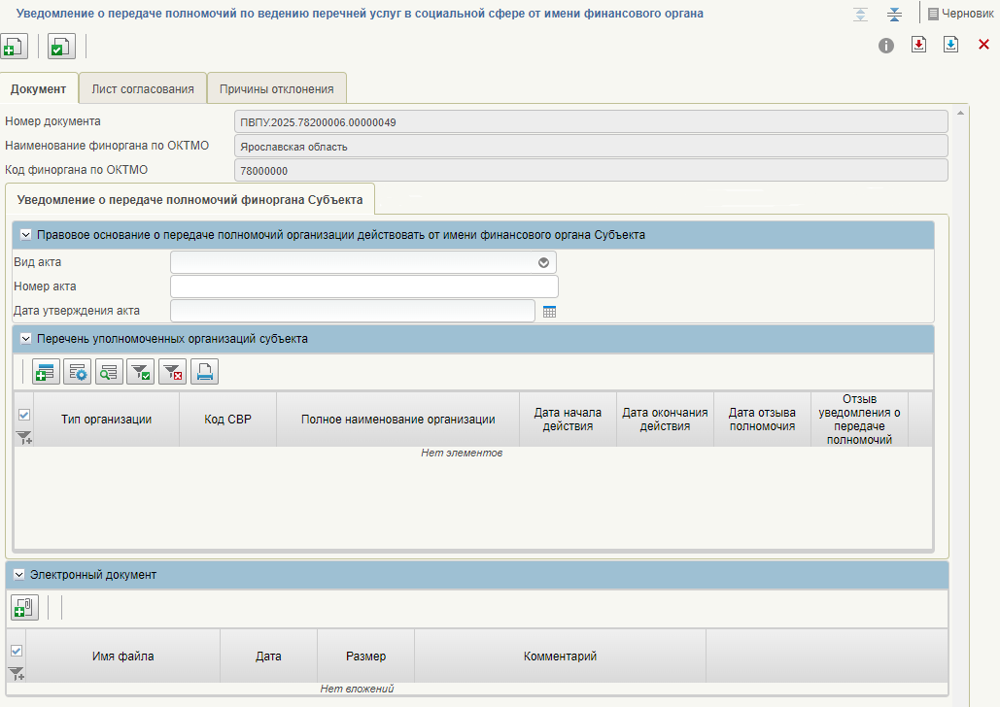 Уведомление о передаче полномочий по ведению перечней услуг в социальной сфере от имени финансового органа
Черновик
Документ
Лист согласования
Причины отклонения
Номер документа
ПВПУ.2025.78200006.00000049
Наименование финоргана по ОКТМО
Ярославская область
Код финоргана по ОКТМО
78000000
Уведомление о передаче полномочий финоргана Субъекта
Правовое основание о передаче полномочий организации действовать от имени финансового органа Субъекта
Вид акта
Номер акта
Дата утверждения акта
Перечень уполномоченных организаций субъекта
Тип организации
Код СВР
Полное наименование организации
Дата начала
действия
Дата окончания
действия
Дата отзыва
полномочия
Отзыв
уведомления о
передаче
полномочий
Нет элементов
Электронный документ
Имя файла
Дата
Размер
Комментарий
Нет вложений